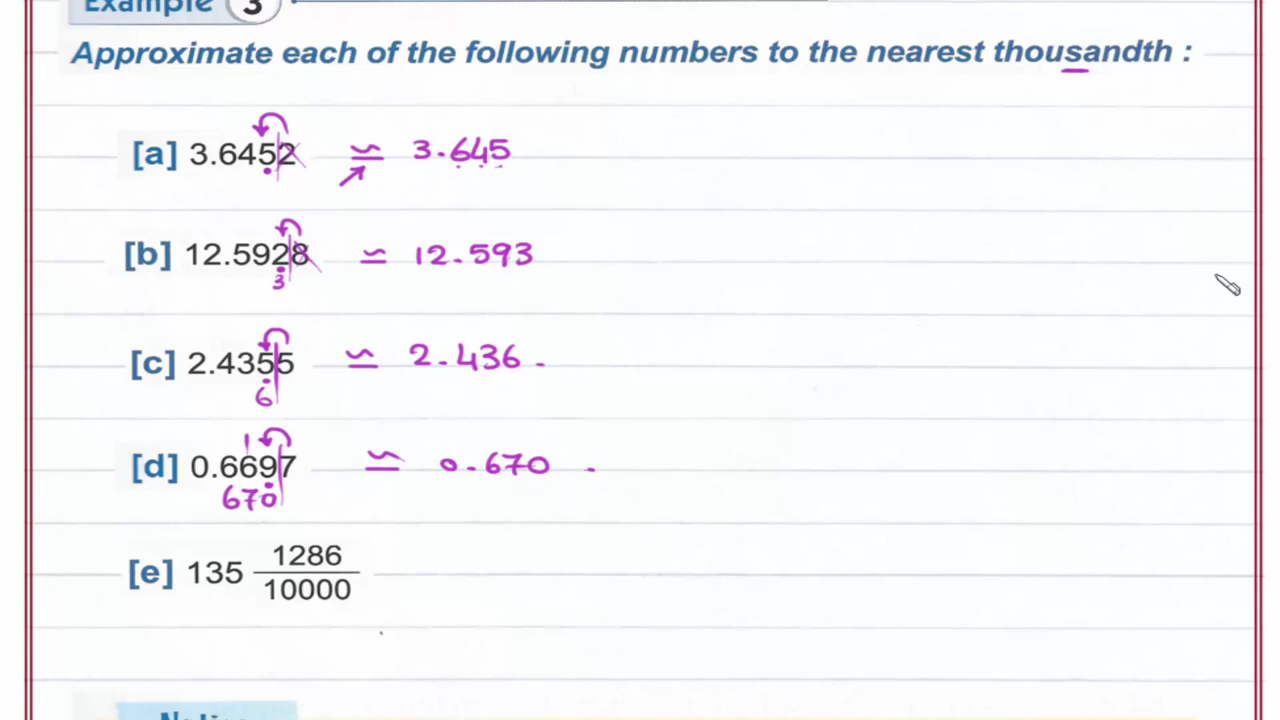 Example 3
Approximate each of the following numbers to the nearest thousandth :
[a] 3.6452 ≃ 3.645
[b] 12.5928 ≃ 12.593
3
[c] 2.4355 ≃ 2.436 .
6
1
[d] 0.6697 ≃ 0.670 .
670
[e] 135 1286/10000